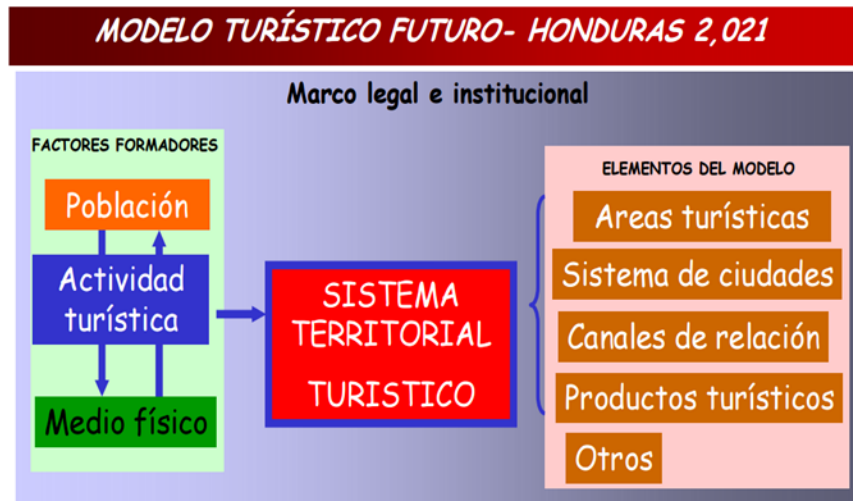 MODELO TURÍSTICO FUTURO- HONDURAS 2,021
Marco legal e institucional
FACTORES FORMADORES
Población
Actividad
turística
Medio físico
SISTEMA
TERRITORIAL
TURISTICO
ELEMENTOS DEL MODELO
Areas turísticas
Sistema de ciudades
Canales de relación
Productos turísticos
Otros